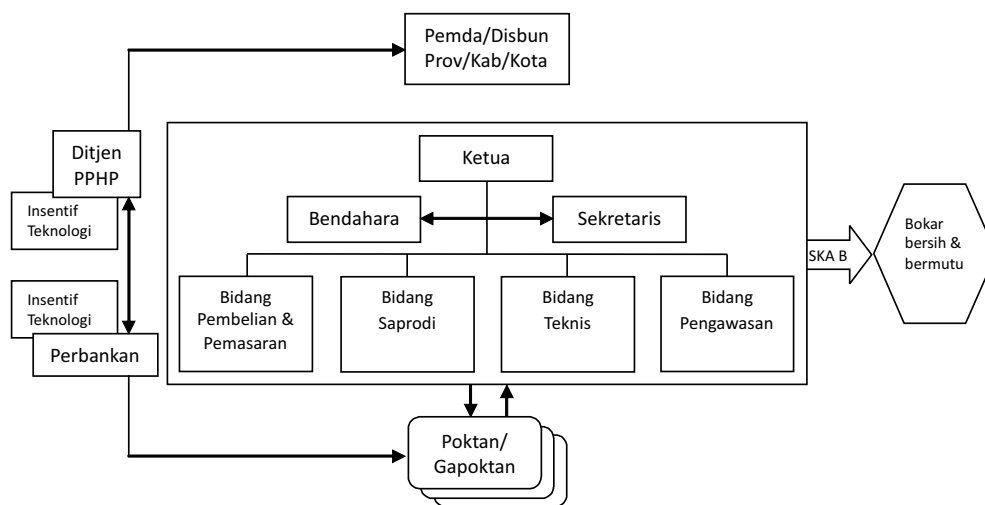 Pemda/Disbun
Prov/Kab/Kota
Ditjen
PPHP
Insentif
Teknologi
Insentif
Teknologi
Perbankan
Ketua
Bendahara
Sekretaris
Bidang
Pembelian &
Pemasaran
Bidang
Saprodi
Bidang
Teknis
Bidang
Pengawasan
SKA B
Bokar
bersih &
bermutu
Poktan/
Gapoktan